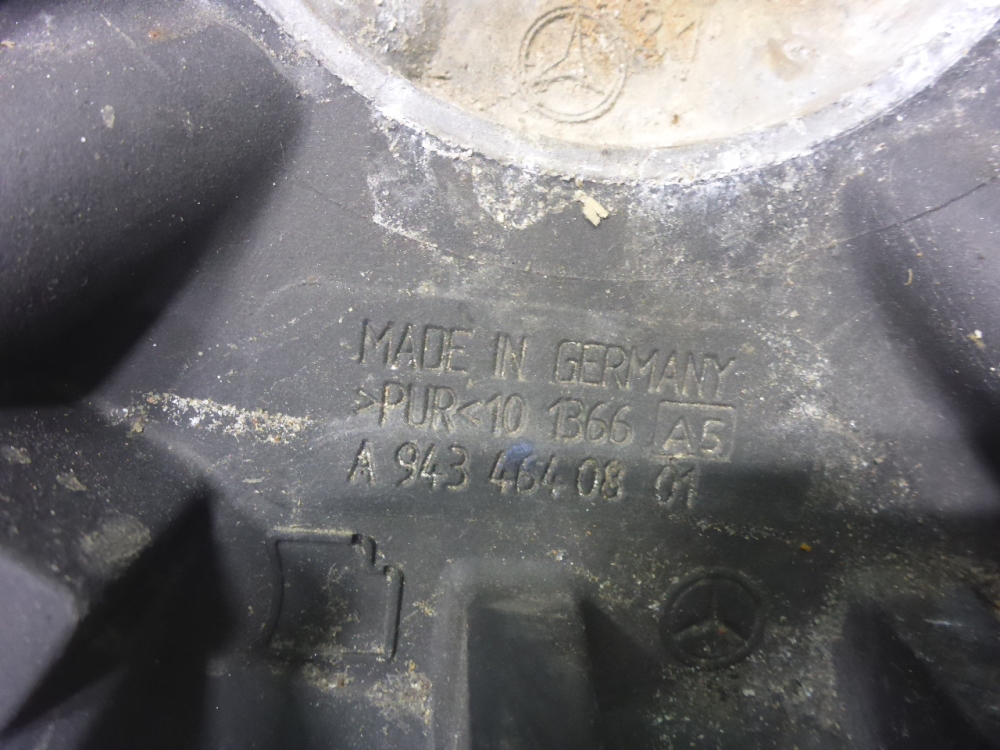 MADE IN GERMANY
>PUR<10 1366 A5
A 943 464 08 01